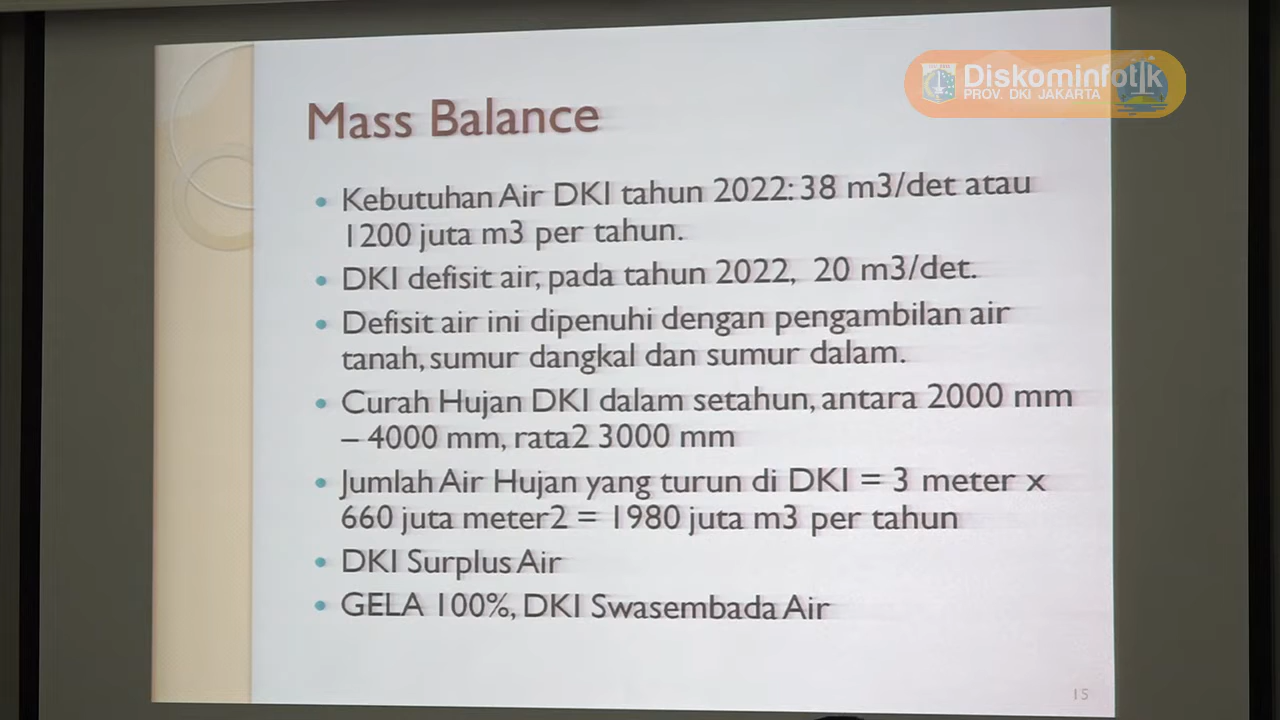 Diskominfotik
PROV. DKI JAKARTA
Mass Balance
• Kebutuhan Air DKI tahun 2022: 38 m3/det atau
1200 juta m3 per tahun.
• DKI defisit air, pada tahun 2022, 20 m3/det.
• Defisit air ini dipenuhi dengan pengambilan air
tanah, sumur dangkal dan sumur dalam.
• Curah Hujan DKI dalam setahun, antara 2000 mm
– 4000 mm, rata2 3000 mm
• Jumlah Air Hujan yang turun di DKI = 3 meter x
660 juta meter2 = 1980 juta m3 per tahun
• DKI Surplus Air
• GELA 100%, DKI Swasembada Air
15